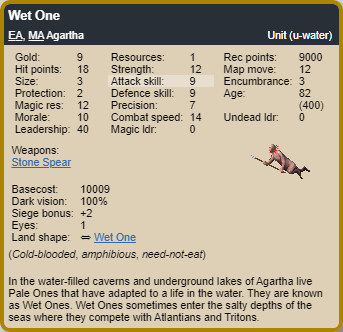 Wet One
EA, MA Agartha Unit (u-water)
Gold: 9 Resources: 1 Rec points: 9000
Hit points: 18 Strength: 12 Map move: 12
Size: 3 Attack skill: 9 Encumbrance: 3
Protection: 2 Defence skill: 9 Age: 82
Magic res: 12 Precision: 7 (400)
Morale: 10 Combat speed: 14 Undead ldr: 0
Leadership: 40 Magic ldr: 0
Weapons:
Stone Spear
Basecost: 10009
Dark vision: 100%
Siege bonus: +2
Eyes: 1
Land shape: ⇔ Wet One
(Cold-blooded, amphibious, need-not-eat)
In the water-filled caverns and underground lakes of Agartha live
Pale Ones that have adapted to a life in the water. They are known
as Wet Ones. Wet Ones sometimes enter the salty depths of the
seas where they compete with Atlantians and Tritons.